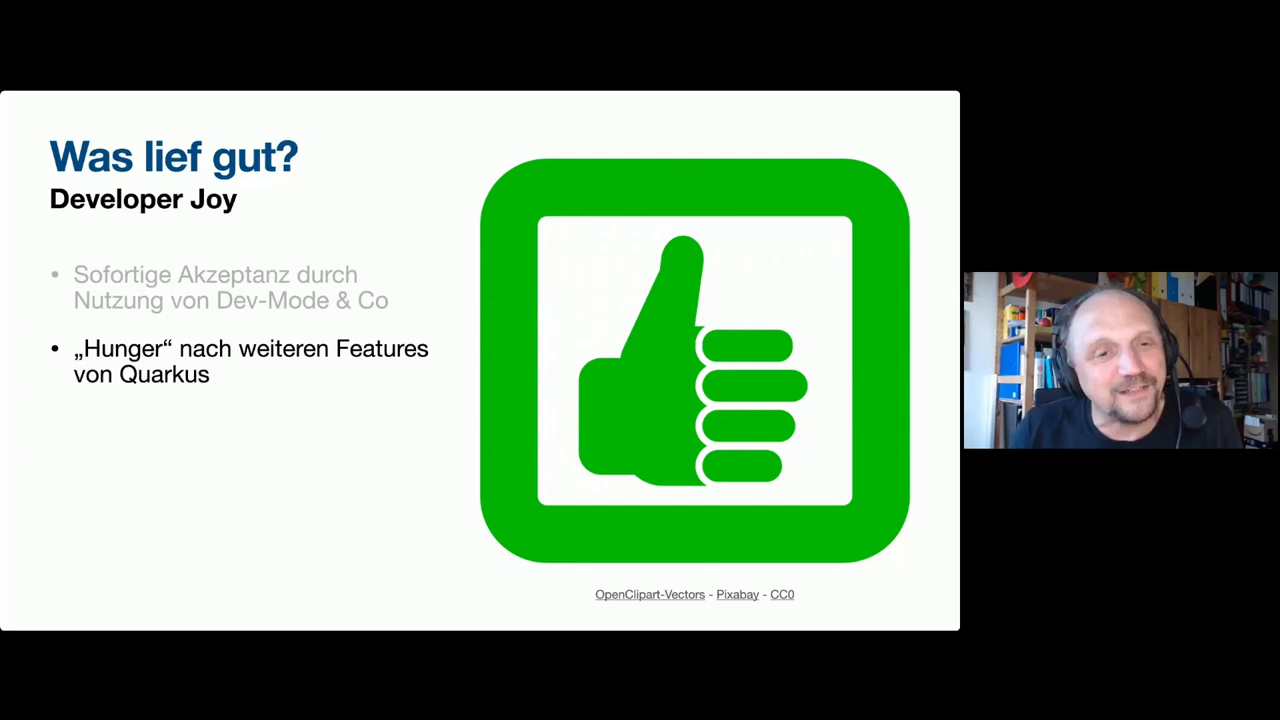 Was lief gut?
Developer Joy
• Sofortige Akzeptanz durch
Nutzung von Dev-Mode & Co
• „Hunger“ nach weiteren Features
von Quarkus
OpenClipart-Vectors - Pixabay - CC0